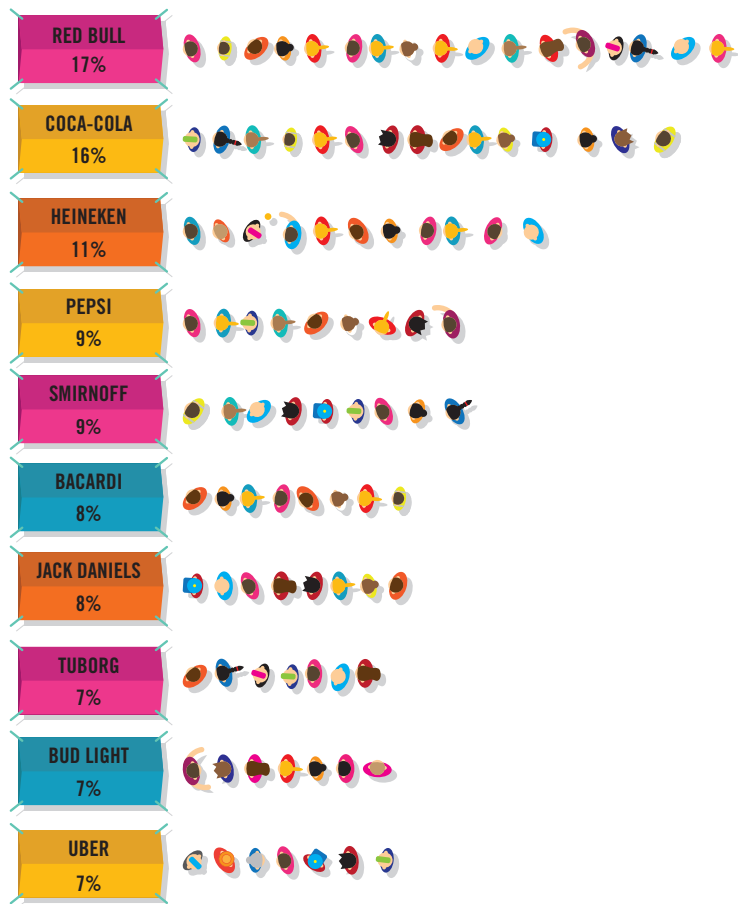 RED BULL
17%
COCA-COLA
16%
HEINEKEN
11%
PEPSI
9%
SMIRNOFF
9%
BACARDI
8%
JACK DANIELS
8%
TUBORG
7%
BUD LIGHT
7%
UBER
7%